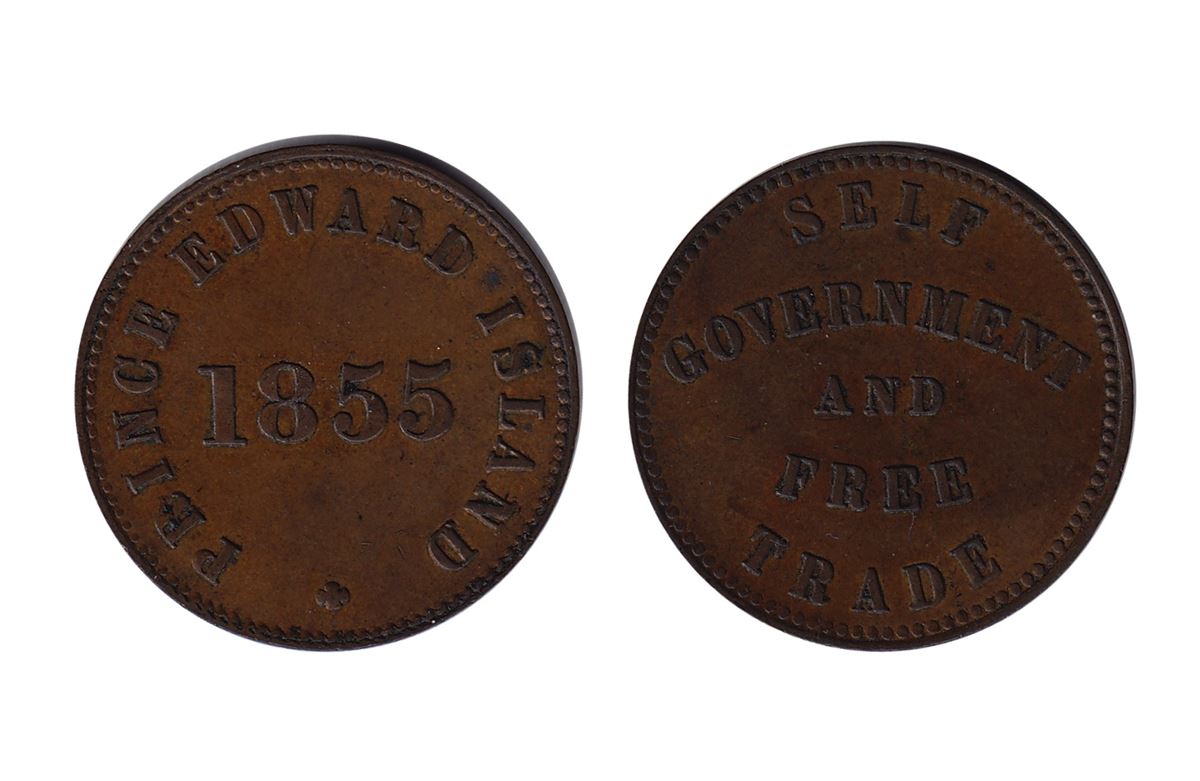 PRINCE EDWARD ISLAND
1855
SELF
GOVERNMENT
AND
FREE
TRADE